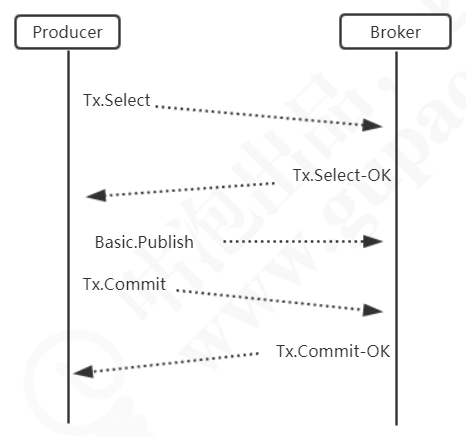 Producer
Broker
Tx.Select
Tx.Select-OK
Basic.Publish
Tx.Commit
Tx.Commit-OK